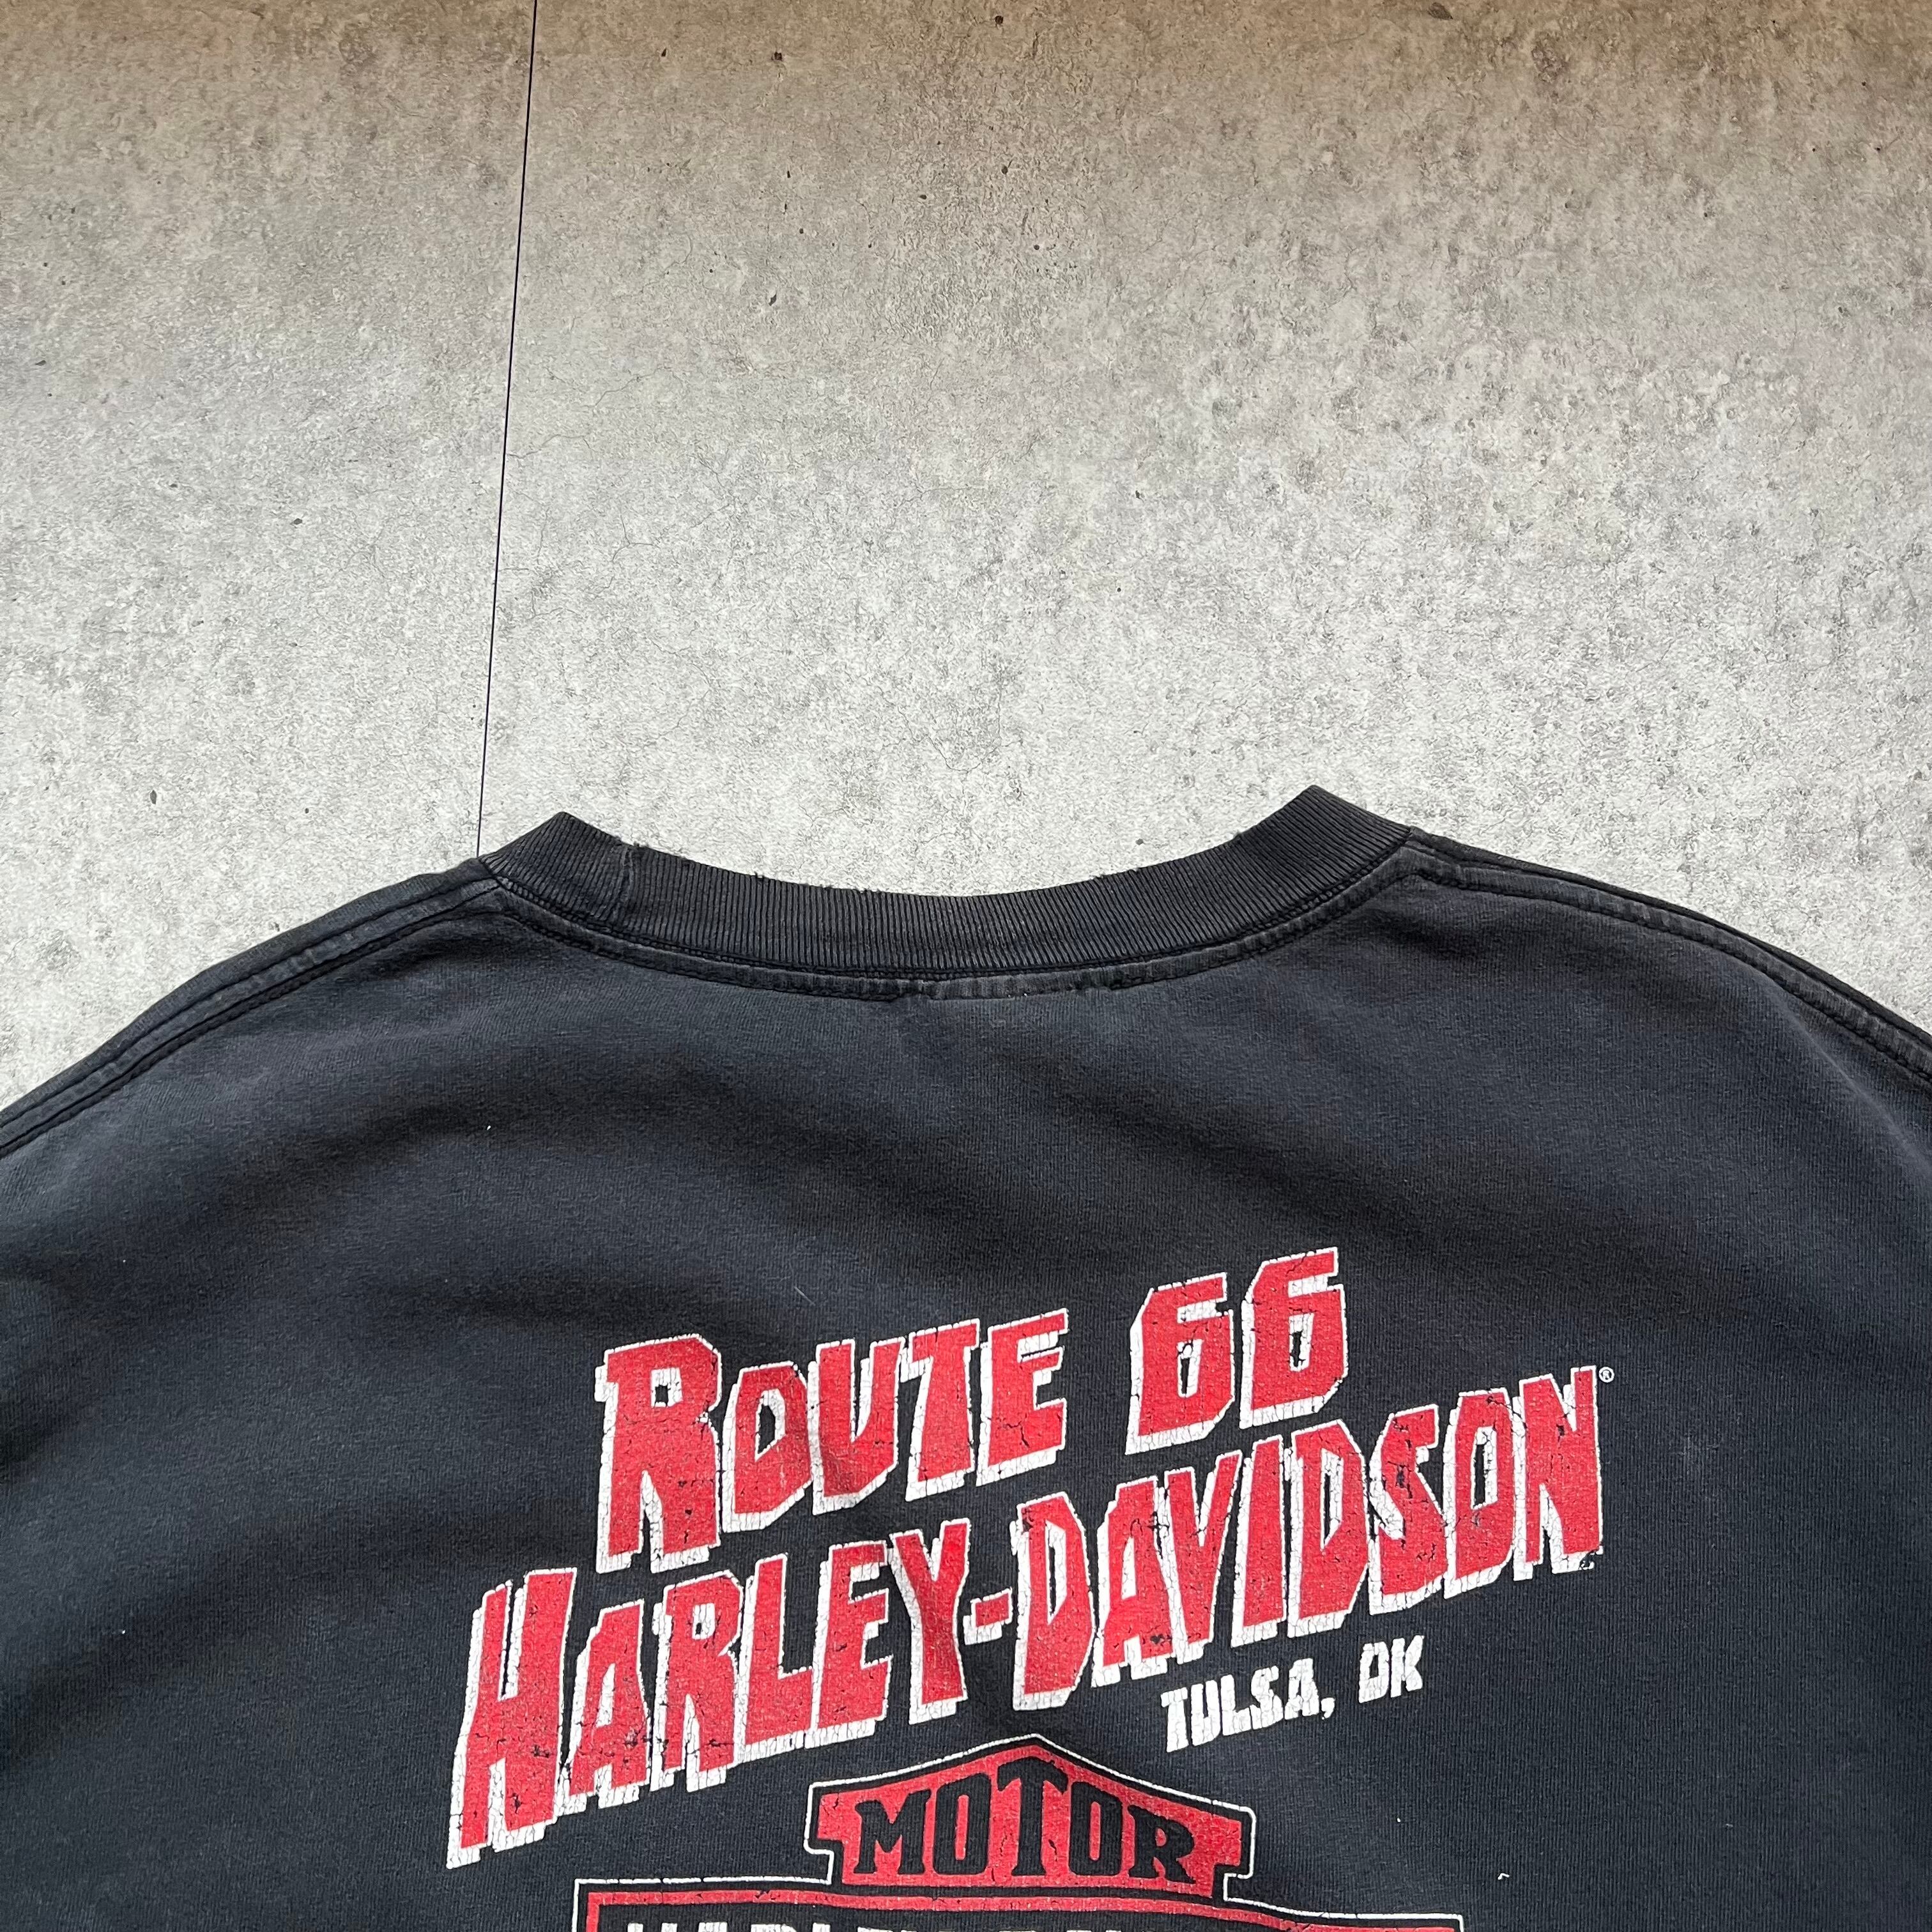 ROUTE 66
HARLEY-DAVIDSON®
TULSA, OK
MOTOR